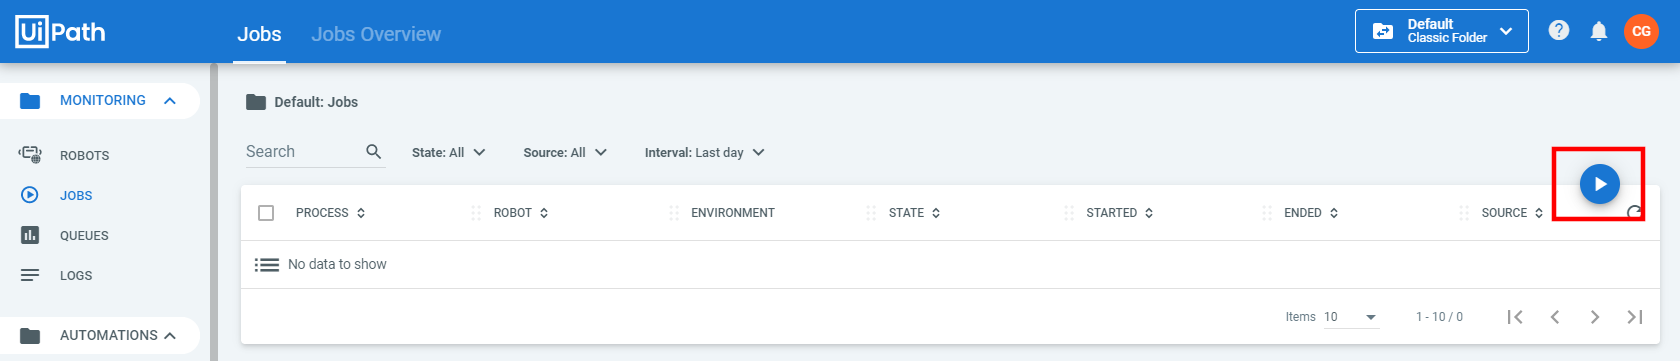 UiPath
Jobs Jobs Overview
Default
Classic Folder
CG
MONITORING
Default: Jobs
Search State: All Source: All Interval: Last day
ROBOTS
JOBS
QUEUES
LOGS
AUTOMATIONS
PROCESS ROBOT ENVIRONMENT STATE STARTED ENDED SOURCE
No data to show
Items 10 1 - 10 / 0